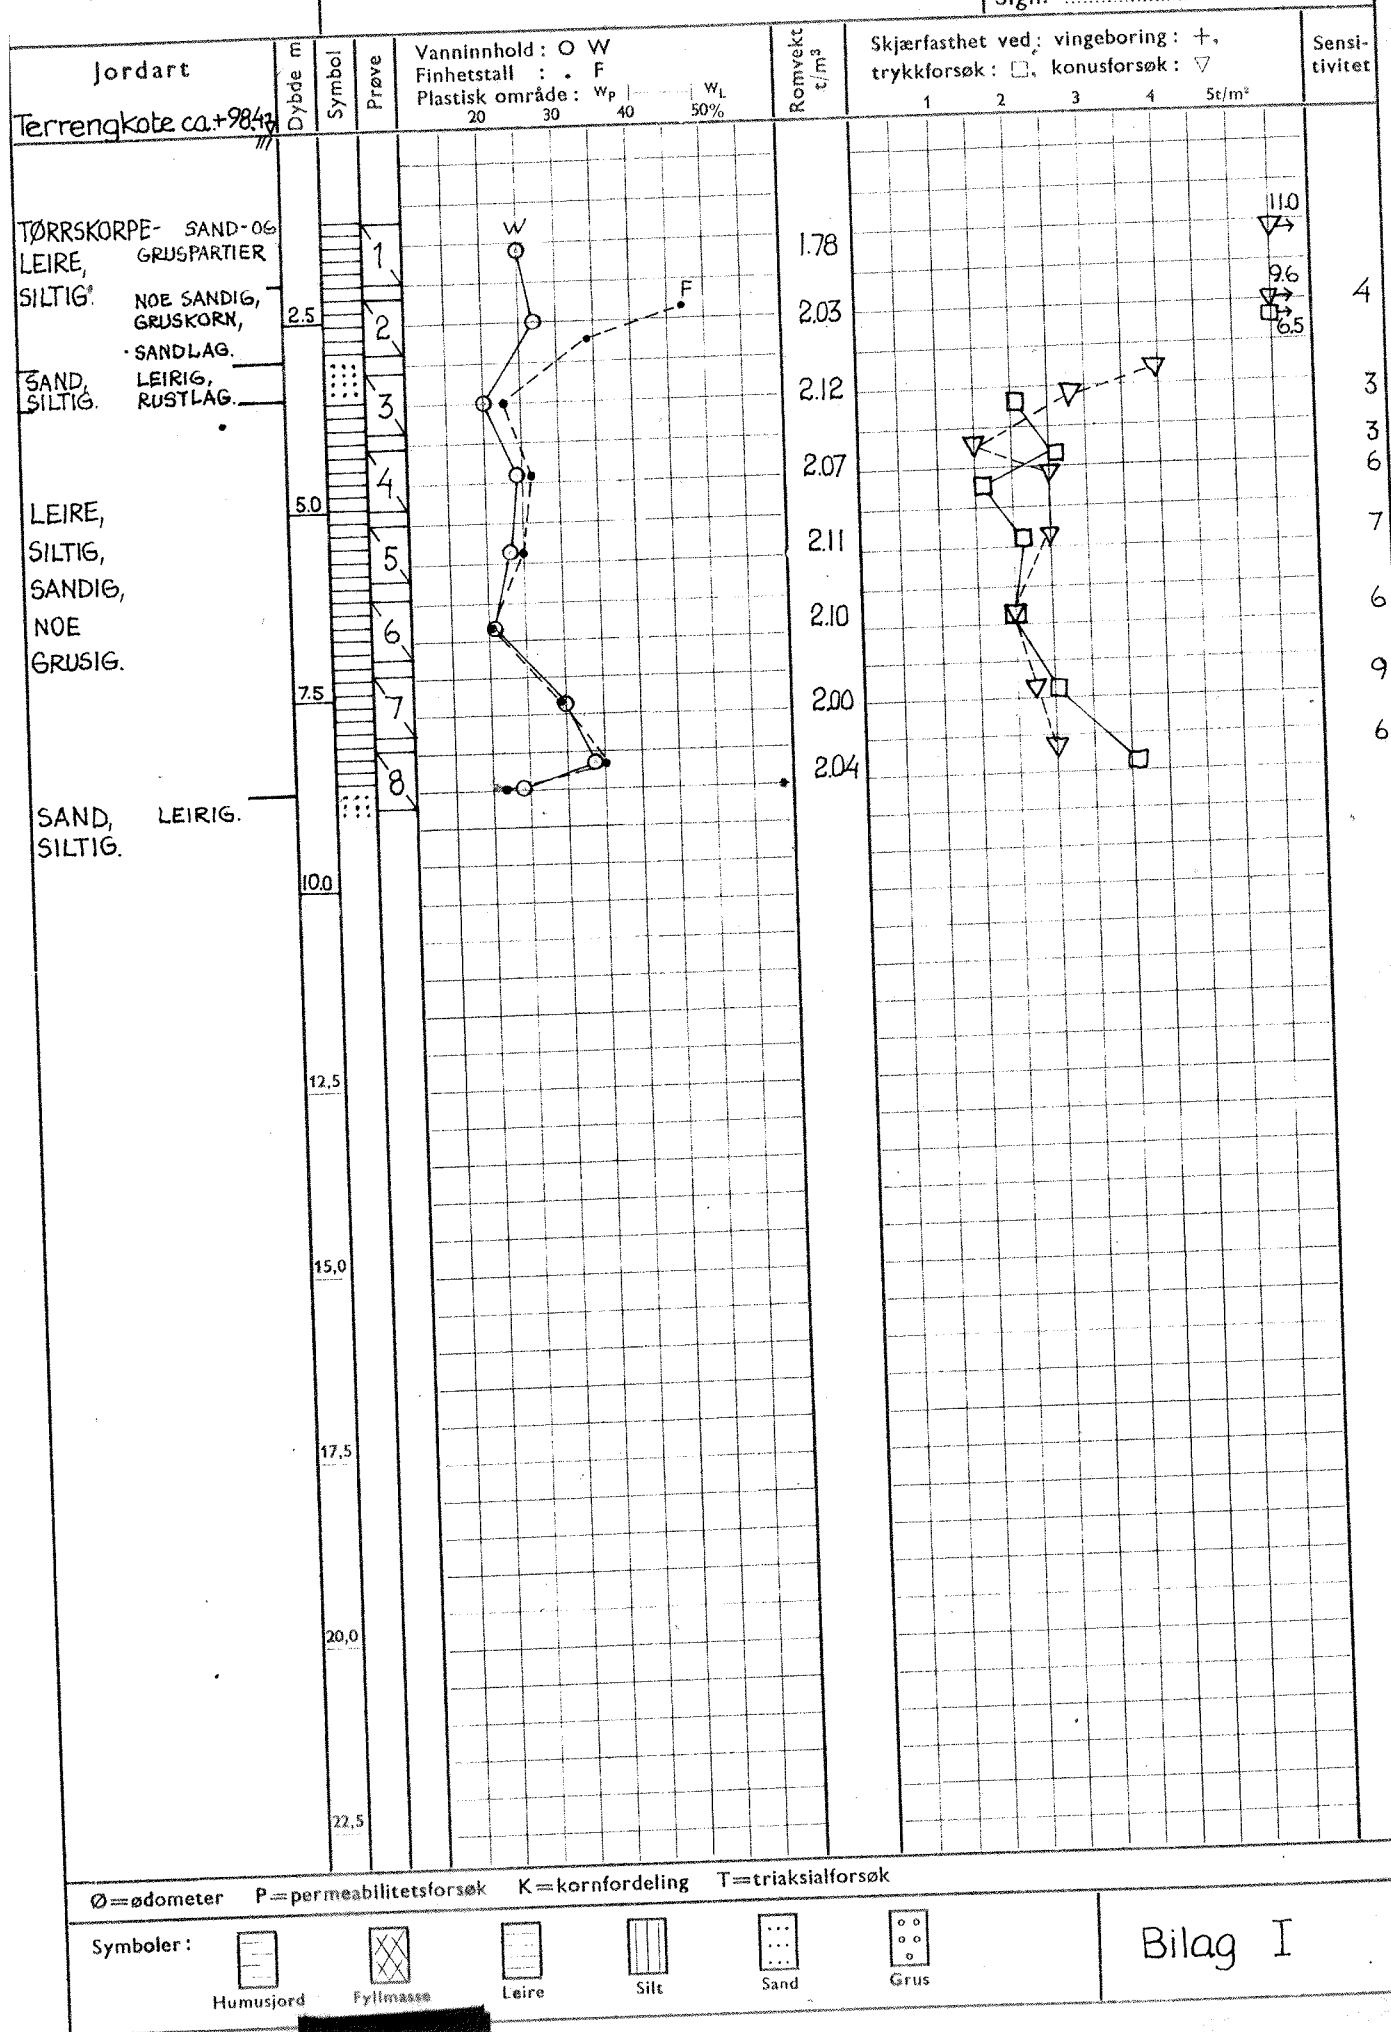 Sign.
Jordart
Terrengkote ca.+98.43
Dybde m
Symbol
Prøve
Vanninnhold : O W
Finhetstall : . F
Plastisk område : WP WL
20 30 40 50%
Romvekt t/m³
Skjærfasthet ved : vingeboring : +,
trykkforsøk : □, konusforsøk : ▽
1 2 3 4 5t/m²
Sensi-
tivitet
TØRRSKORPE- SAND-OG
LEIRE, GRUSPARTIER
SILTIG. NOE SANDIG,
GRUSKORN,
SANDLAG.
SAND, LEIRIG,
SILTIG. RUSTLAG.
LEIRE,
SILTIG,
SANDIG,
NOE
GRUSIG.
SAND, LEIRIG.
SILTIG.
2.5
5.0
7.5
10.0
12,5
15,0
17,5
20,0
22,5
1
2
3
4
5
6
7
8
W
F
1.78
2.03
2.12
2.07
2.11
2.10
2.00
2.04
11.0
9.6
6.5
4
3
3
6
7
6
9
6
Ø=ødometer P=permeabilitetsforsøk K=kornfordeling T=triaksialforsøk
Symboler :
Humusjord Fyllmasse Leire Silt Sand Grus
Bilag I